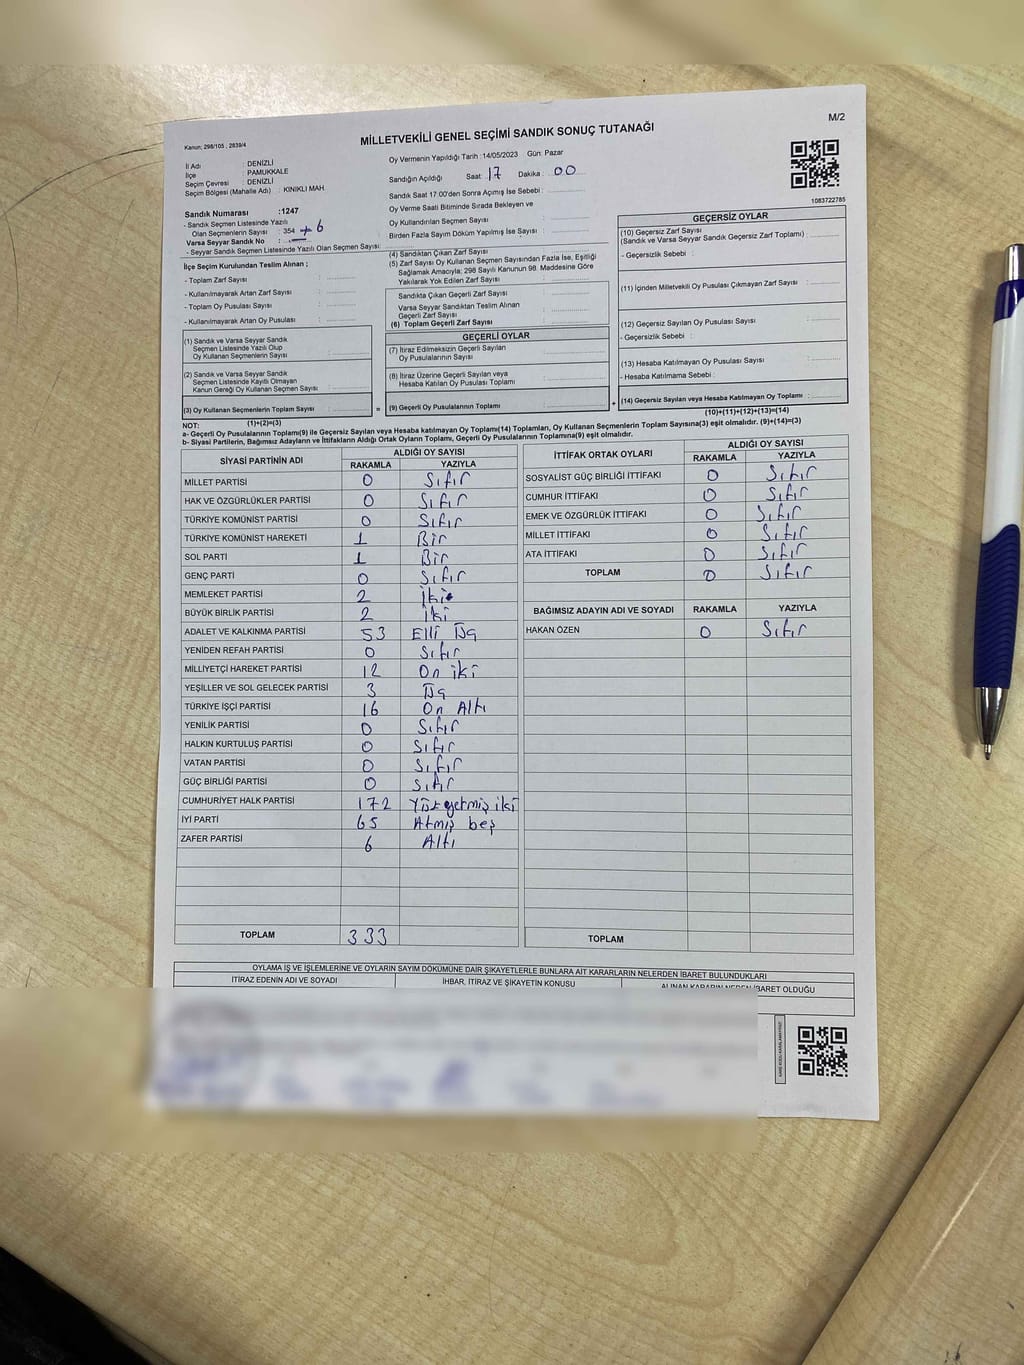 M/2
Kanun: 298/105 , 2839/4
MİLLETVEKİLİ GENEL SEÇİMİ SANDIK SONUÇ TUTANAĞI
İl Adı : DENİZLİ
İlçe : PAMUKKALE
Seçim Çevresi : DENİZLİ
Seçim Bölgesi (Mahalle Adı) : KINIKLI MAH
Sandık Numarası :1247
- Sandık Seçmen Listesinde Yazılı
Olan Seçmenlerin Sayısı : 354 + 6
Varsa Seyyar Sandık No : —
- Seyyar Sandık Seçmen Listesinde Yazılı Olan Seçmen Sayısı:
Oy Vermenin Yapıldığı Tarih :14/05/2023 Gün: Pazar
Sandığın Açıldığı Saat : 17 Dakika : 00
Sandık Saat 17:00'den Sonra Açımış İse Sebebi :
Oy Verme Saati Bitiminde Sırada Bekleyen ve
Oy Kullandırılan Seçmen Sayısı :
Birden Fazla Sayım Döküm Yapılmış İse Sayısı :
1083722785
İlçe Seçim Kurulundan Teslim Alınan ;
- Toplam Zarf Sayısı :
- Kullanılmayarak Artan Zarf Sayısı :
- Toplam Oy Pusulası Sayısı :
- Kullanılmayarak Artan Oy Pusulası :
(1) Sandık ve Varsa Seyyar Sandık
Seçmen Listesinde Yazılı Olup
Oy Kullanan Seçmenlerin Sayısı :
(2) Sandık ve Varsa Seyyar Sandık
Seçmen Listesinde Kayıtlı Olmayan
Kanun Gereği Oy Kullanan Seçmen Sayısı :
(3) Oy Kullanan Seçmenlerin Toplam Sayısı :
(1)+(2)=(3)
(4) Sandıktan Çıkan Zarf Sayısı :
(5) Zarf Sayısı Oy Kullanan Seçmen Sayısından Fazla İse, Eşitliği
Sağlamak Amacıyla; 298 Sayılı Kanunun 98. Maddesine Göre
Yakılarak Yok Edilen Zarf Sayısı :
Sandıkta Çıkan Geçerli Zarf Sayısı :
Varsa Seyyar Sandıktan Teslim Alınan
Geçerli Zarf Sayısı :
(6) Toplam Geçerli Zarf Sayısı :
GEÇERLİ OYLAR
(7) İtiraz Edilmeksizin Geçerli Sayılan
Oy Pusulalarının Sayısı :
(8) İtiraz Üzerine Geçerli Sayılan veya
Hesaba Katılan Oy Pusulası Toplamı :
= (9) Geçerli Oy Pusulalarının Toplamı :
GEÇERSİZ OYLAR
(10) Geçersiz Zarf Sayısı
(Sandık ve Varsa Seyyar Sandık Geçersiz Zarf Toplamı) :
- Geçersizlik Sebebi :
(11) İçinden Milletvekili Oy Pusulası Çıkmayan Zarf Sayısı :
(12) Geçersiz Sayılan Oy Pusulası Sayısı :
- Geçersizlik Sebebi :
(13) Hesaba Katılmayan Oy Pusulası Sayısı :
- Hesaba Katılmama Sebebi :
+ (14) Geçersiz Sayılan veya Hesaba Katılmayan Oy Toplamı :
(10)+(11)+(12)+(13)=(14)
NOT:
a- Geçerli Oy Pusulalarının Toplamı(9) ile Geçersiz Sayılan veya Hesaba katılmayan Oy Toplamı(14) Toplamları, Oy Kullanan Seçmenlerin Toplam Sayısına(3) eşit olmalıdır. (9)+(14)=(3)
b- Siyasi Partilerin, Bağımsız Adayların ve İttifakların Aldığı Ortak Oyların Toplamı, Geçerli Oy Pusulalarının Toplamına(9) eşit olmalıdır.
SİYASİ PARTİNİN ADI ALDIĞI OY SAYISI
RAKAMLA YAZIYLA
MİLLET PARTİSİ 0 Sıfır
HAK VE ÖZGÜRLÜKLER PARTİSİ 0 Sıfır
TÜRKİYE KOMÜNİST PARTİSİ 0 Sıfır
TÜRKİYE KOMÜNİST HAREKETİ 1 Bir
SOL PARTİ 1 Bir
GENÇ PARTİ 0 Sıfır
MEMLEKET PARTİSİ 2 İki
BÜYÜK BİRLİK PARTİSİ 2 İki
ADALET VE KALKINMA PARTİSİ 53 Elli Üç
YENİDEN REFAH PARTİSİ 0 Sıfır
MİLLİYETÇİ HAREKET PARTİSİ 12 On iki
YEŞİLLER VE SOL GELECEK PARTİSİ 3 Üç
TÜRKİYE İŞÇİ PARTİSİ 16 On Altı
YENİLİK PARTİSİ 0 Sıfır
HALKIN KURTULUŞ PARTİSİ 0 Sıfır
VATAN PARTİSİ 0 Sıfır
GÜÇ BİRLİĞİ PARTİSİ 0 Sıfır
CUMHURİYET HALK PARTİSİ 172 Yüz yetmiş iki
İYİ PARTİ 65 Atmış beş
ZAFER PARTİSİ 6 Altı
TOPLAM 333
İTTİFAK ORTAK OYLARI ALDIĞI OY SAYISI
RAKAMLA YAZIYLA
SOSYALİST GÜÇ BİRLİĞİ İTTİFAKI 0 Sıfır
CUMHUR İTTİFAKI 0 Sıfır
EMEK VE ÖZGÜRLÜK İTTİFAKI 0 Sıfır
MİLLET İTTİFAKI 0 Sıfır
ATA İTTİFAKI 0 Sıfır
TOPLAM 0 Sıfır
BAĞIMSIZ ADAYIN ADI VE SOYADI RAKAMLA YAZIYLA
HAKAN ÖZEN 0 Sıfır
TOPLAM
OYLAMA İŞ VE İŞLEMLERİNE VE OYLARIN SAYIM DÖKÜMÜNE DAİR ŞİKAYETLERLE BUNLARA AİT KARARLARIN NELERDEN İBARET BULUNDUKLARI
İTİRAZ EDENİN ADI VE SOYADI İHBAR, İTİRAZ VE ŞİKAYETİN KONUSU ALINAN KARARIN NEDEN İBARET OLDUĞU